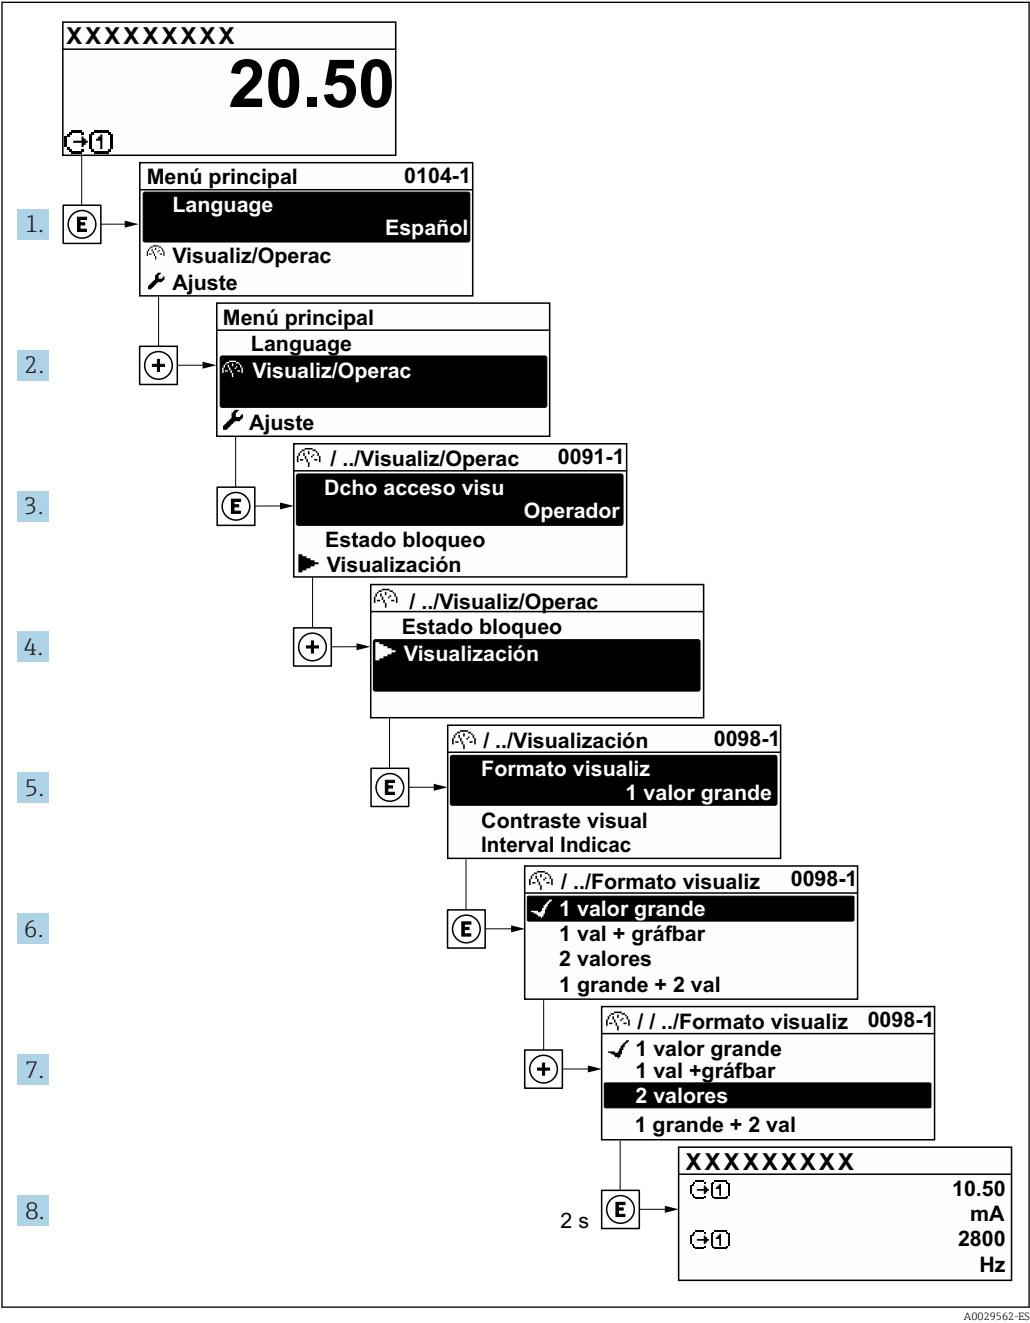 XXXXXXXXX
20.50
1
Menú principal 0104-1
Language
1. E Español
Visualiz/Operac
Ajuste
Menú principal
Language
2. + Visualiz/Operac
Ajuste
/ ../Visualiz/Operac 0091-1
Dcho acceso visu
3. E Operador
Estado bloqueo
Visualización
/ ../Visualiz/Operac
Estado bloqueo
4. + Visualización
/ ../Visualización 0098-1
Formato visualiz
5. E 1 valor grande
Contraste visual
Interval Indicac
/ ../Formato visualiz 0098-1
1 valor grande
6. E 1 val + gráfbar
2 valores
1 grande + 2 val
/ / ../Formato visualiz 0098-1
1 valor grande
7. + 1 val +gráfbar
2 valores
1 grande + 2 val
XXXXXXXXX
1 10.50
8. 2 s E mA
1 2800
Hz
A0029562-ES